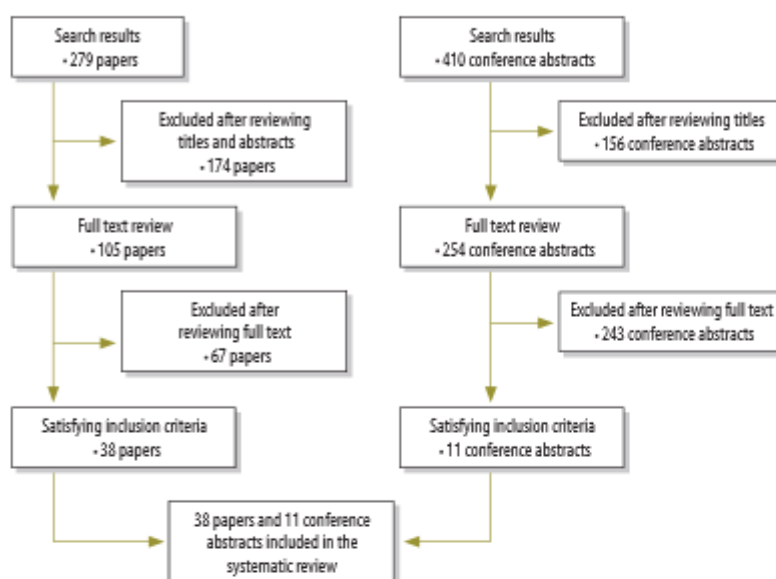 Search results
• 279 papers
Excluded after reviewing
titles and abstracts
• 174 papers
Full text review
• 105 papers
Excluded after
reviewing full text
• 67 papers
Satisfying inclusion criteria
• 38 papers
Search results
• 410 conference abstracts
Excluded after reviewing titles
• 156 conference abstracts
Full text review
• 254 conference abstracts
Excluded after reviewing full text
• 243 conference abstracts
Satisfying inclusion criteria
• 11 conference abstracts
38 papers and 11 conference
abstracts included in the
systematic review